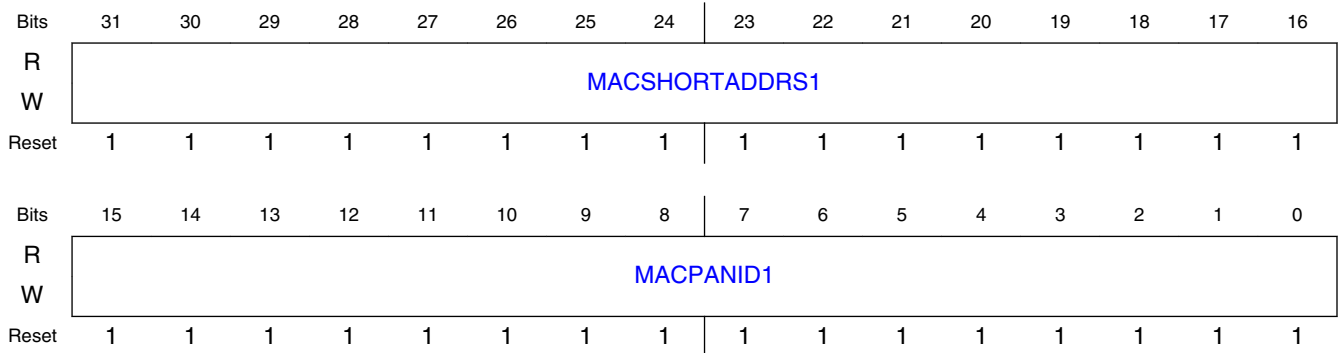 Bits 31 30 29 28 27 26 25 24 23 22 21 20 19 18 17 16
R
MACSHORTADDRS1
W
Reset 1 1 1 1 1 1 1 1 1 1 1 1 1 1 1 1
Bits 15 14 13 12 11 10 9 8 7 6 5 4 3 2 1 0
R
MACPANID1
W
Reset 1 1 1 1 1 1 1 1 1 1 1 1 1 1 1 1